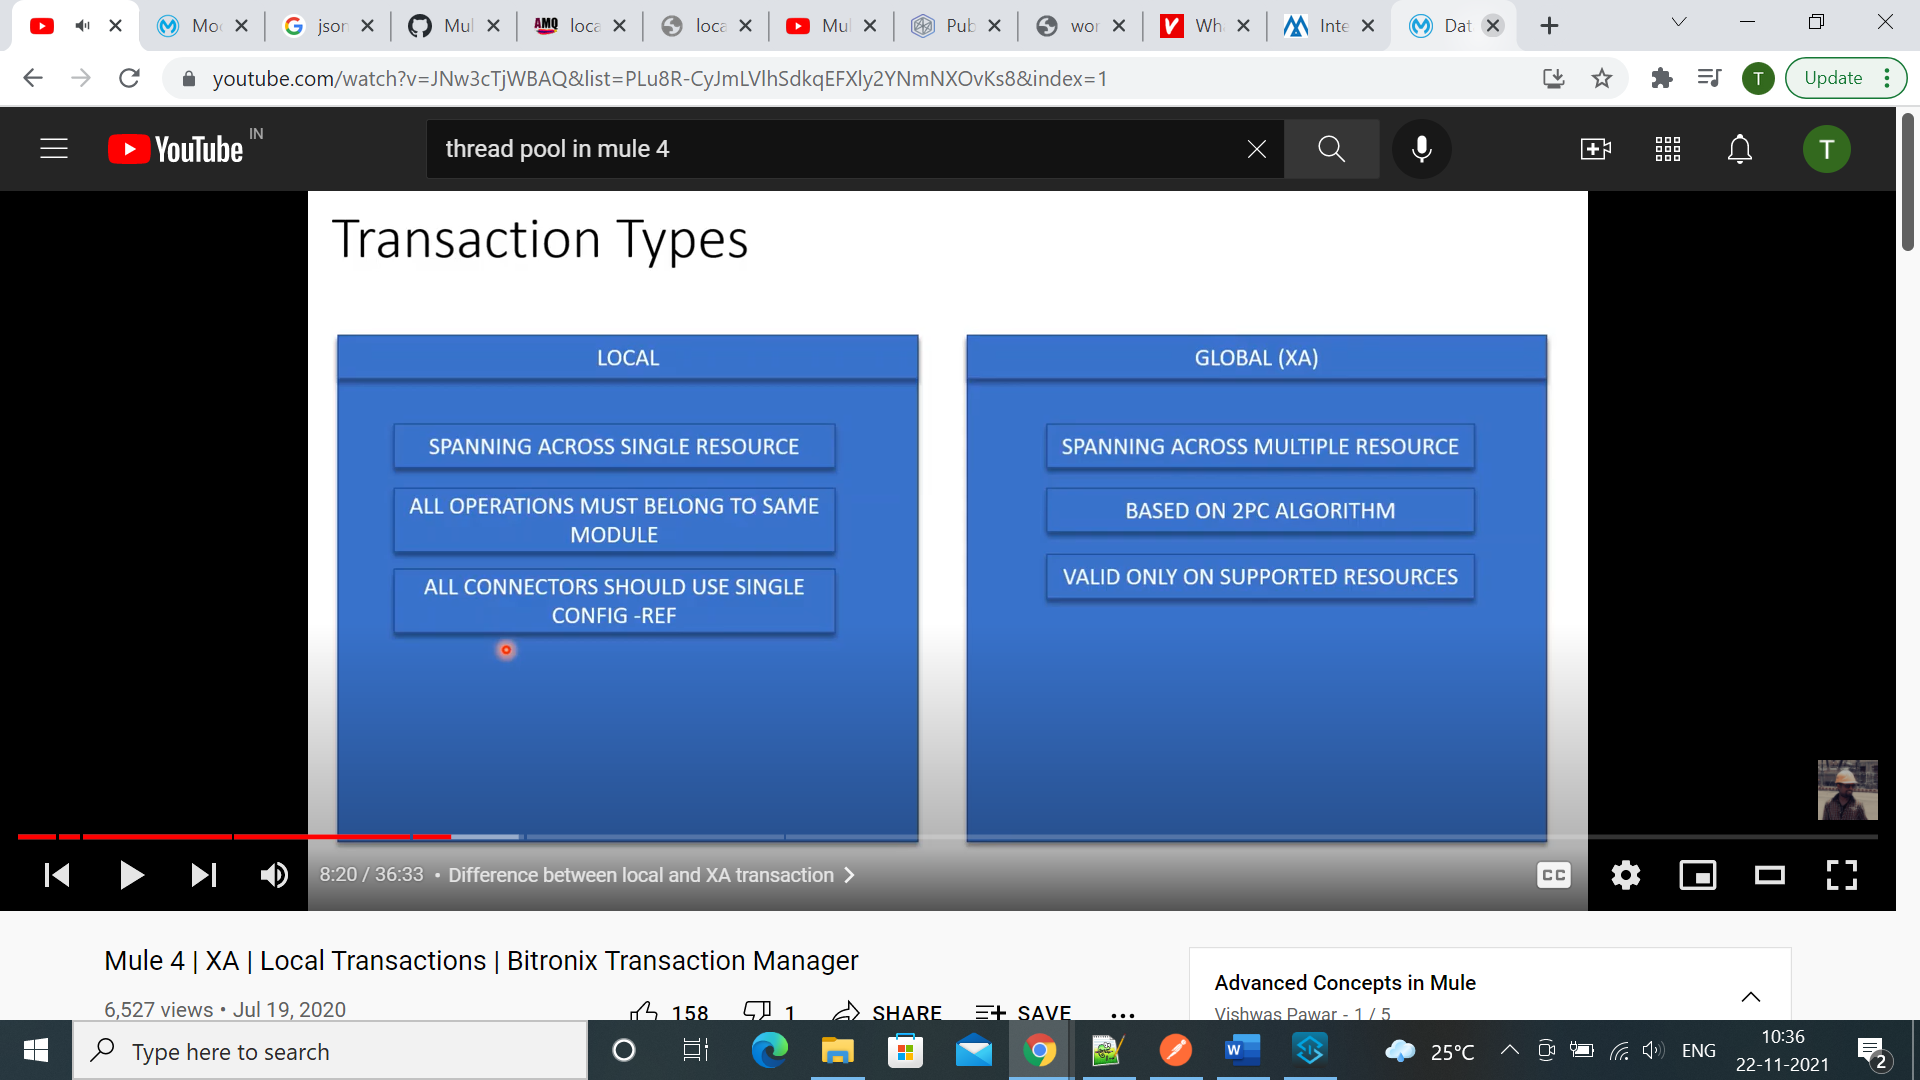 Moc
json
Mul
AMQ loca
loca
Mul
Pub
wor
Wh
Inte
Dat
youtube.com/watch?v=JNw3cTjWBAQ&list=PLu8R-CyJmLVlhSdkqEFXly2YNmNXOvKs8&index=1
T
Update
YouTube IN
thread pool in mule 4
T
Transaction Types
LOCAL
SPANNING ACROSS SINGLE RESOURCE
ALL OPERATIONS MUST BELONG TO SAME
MODULE
ALL CONNECTORS SHOULD USE SINGLE
CONFIG -REF
GLOBAL (XA)
SPANNING ACROSS MULTIPLE RESOURCE
BASED ON 2PC ALGORITHM
VALID ONLY ON SUPPORTED RESOURCES
8:20 / 36:33 • Difference between local and XA transaction
CC
Mule 4 | XA | Local Transactions | Bitronix Transaction Manager
6,527 views • Jul 19, 2020
158
1
SHARE
SAVE
Advanced Concepts in Mule
Vishwas Pawar - 1 / 5
Type here to search
25°C
ENG
10:36
22-11-2021
2